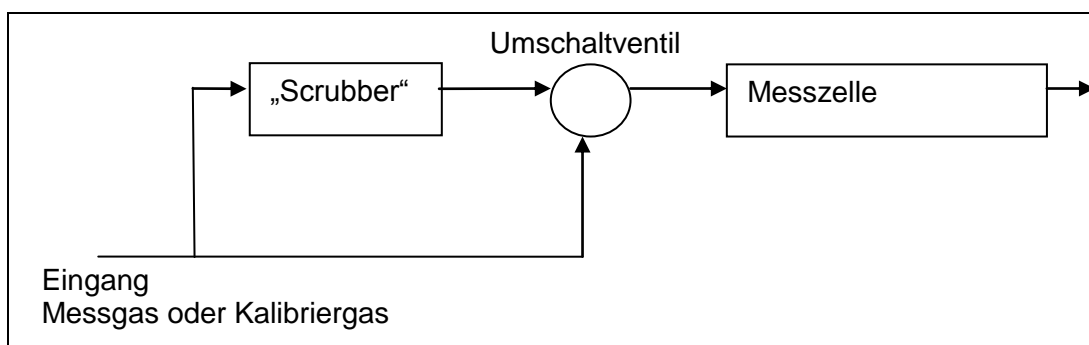 Umschaltventil
„Scrubber“
Messzelle
Eingang
Messgas oder Kalibriergas